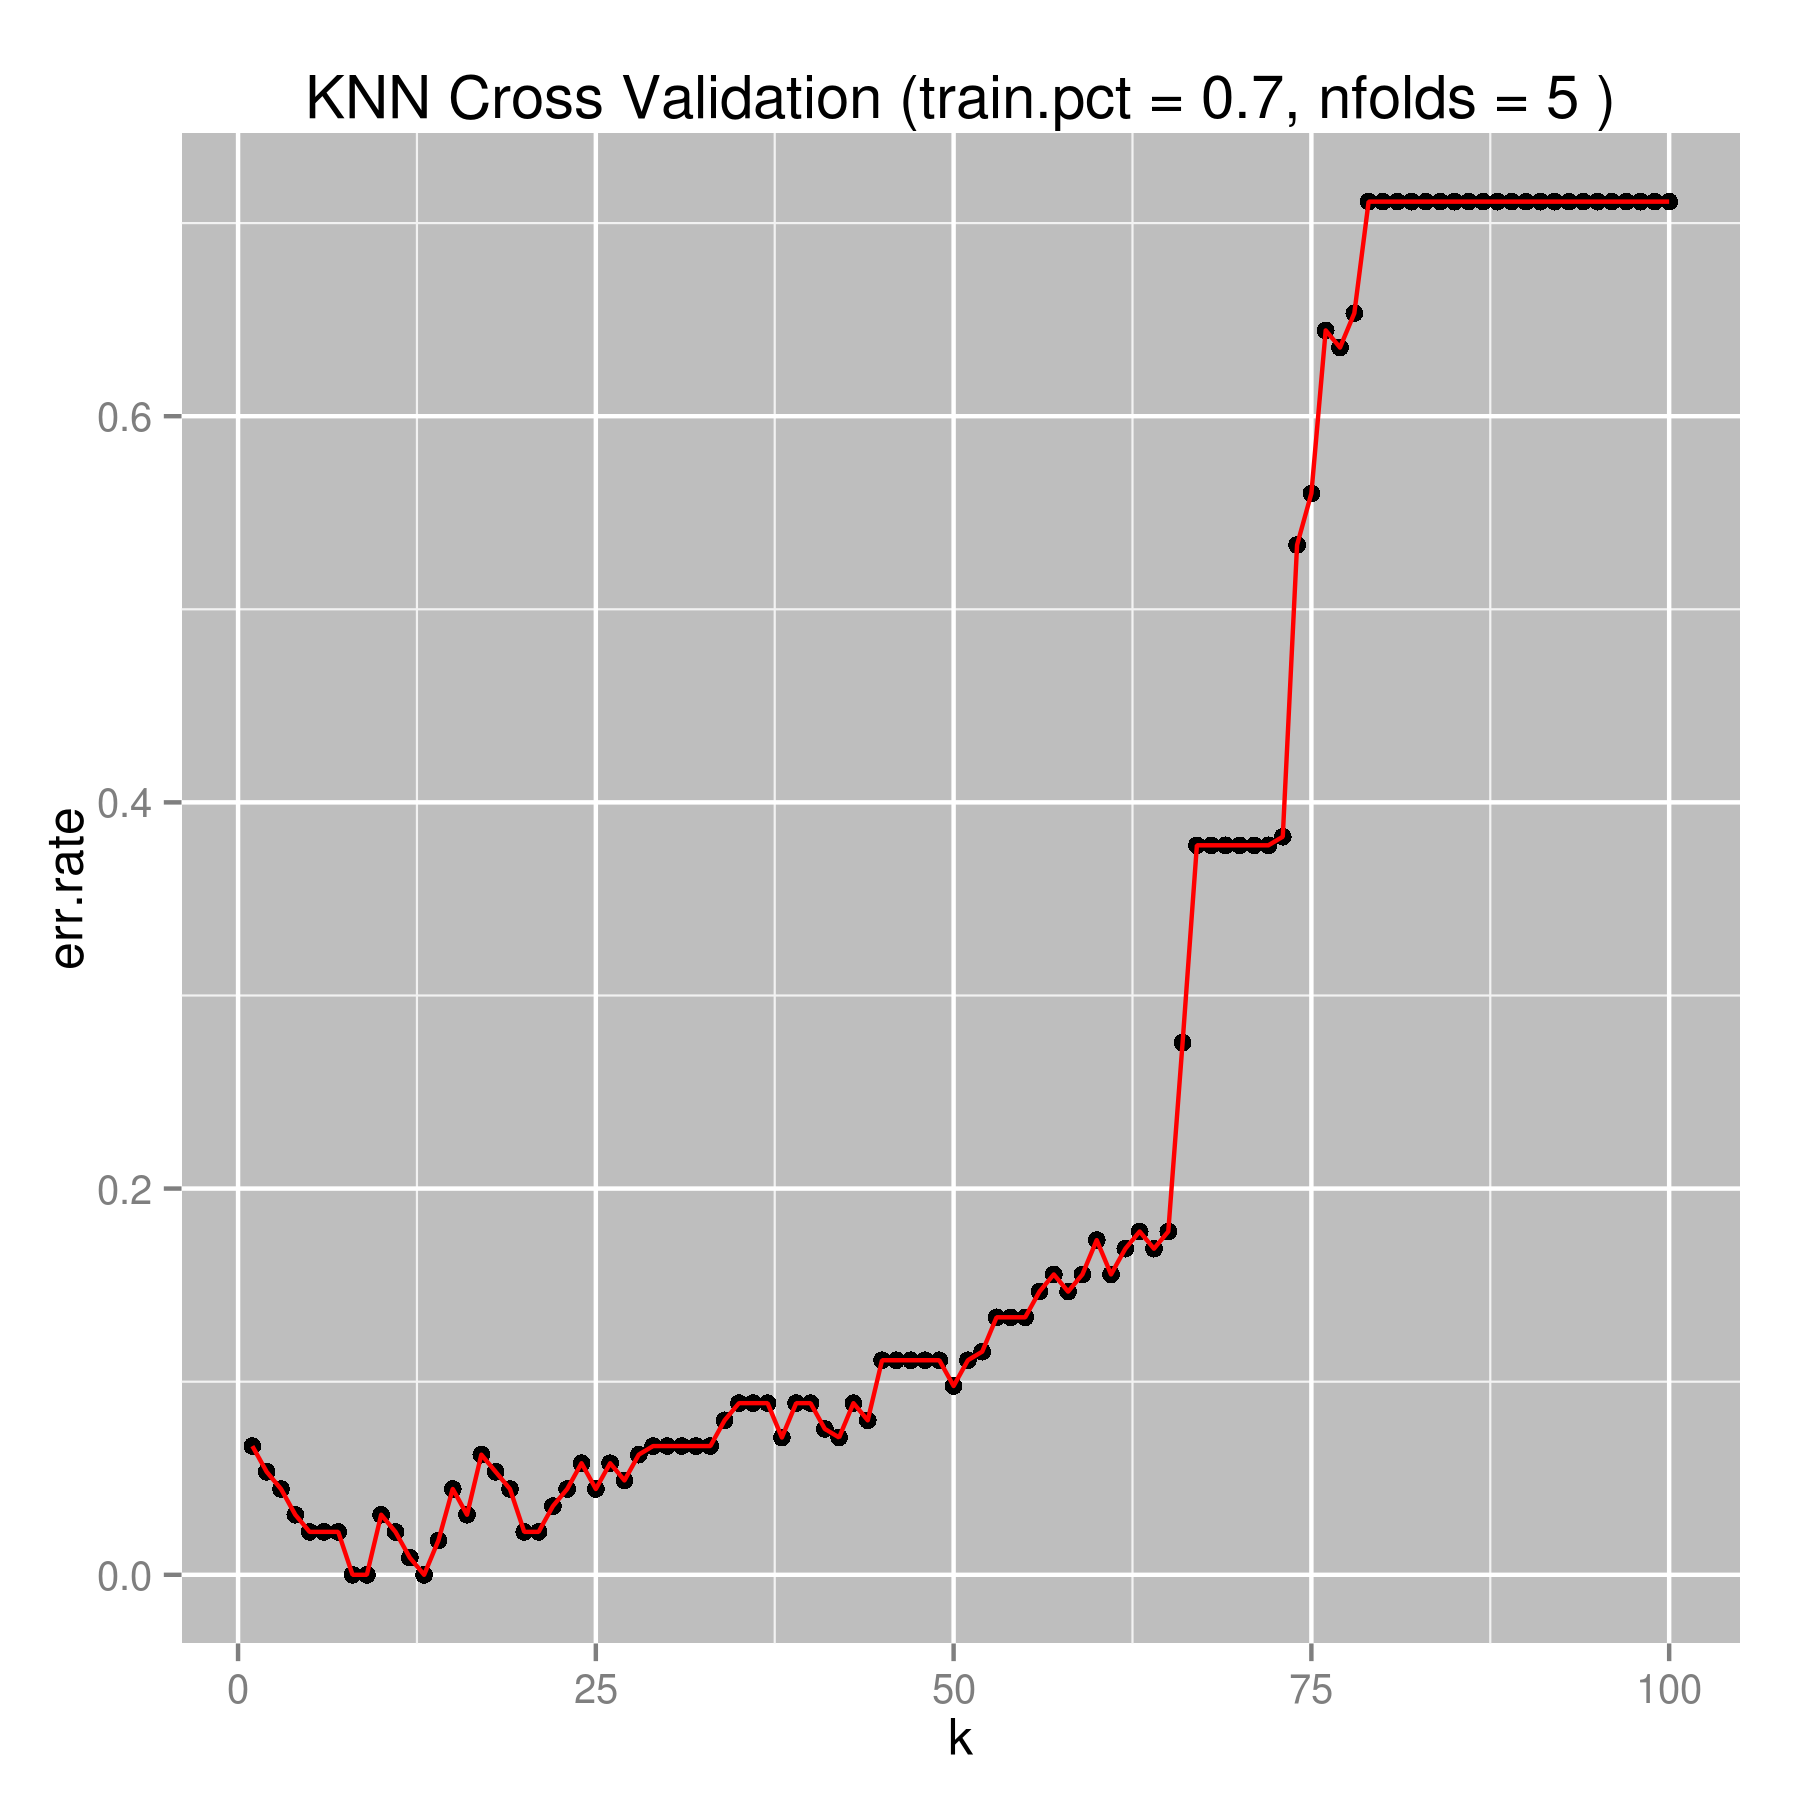 KNN Cross Validation (train.pct = 0.7, nfolds = 5 )
err.rate
0.6
0.4
0.2
0.0
0 25 50 75 100
k